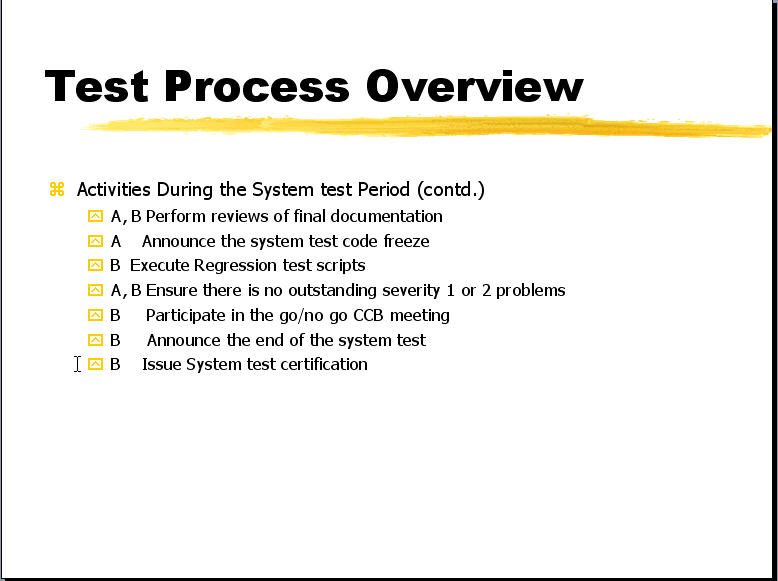 Test Process Overview
Activities During the System test Period (contd.)
A, B Perform reviews of final documentation
A Announce the system test code freeze
B Execute Regression test scripts
A, B Ensure there is no outstanding severity 1 or 2 problems
B Participate in the go/no go CCB meeting
B Announce the end of the system test
B Issue System test certification